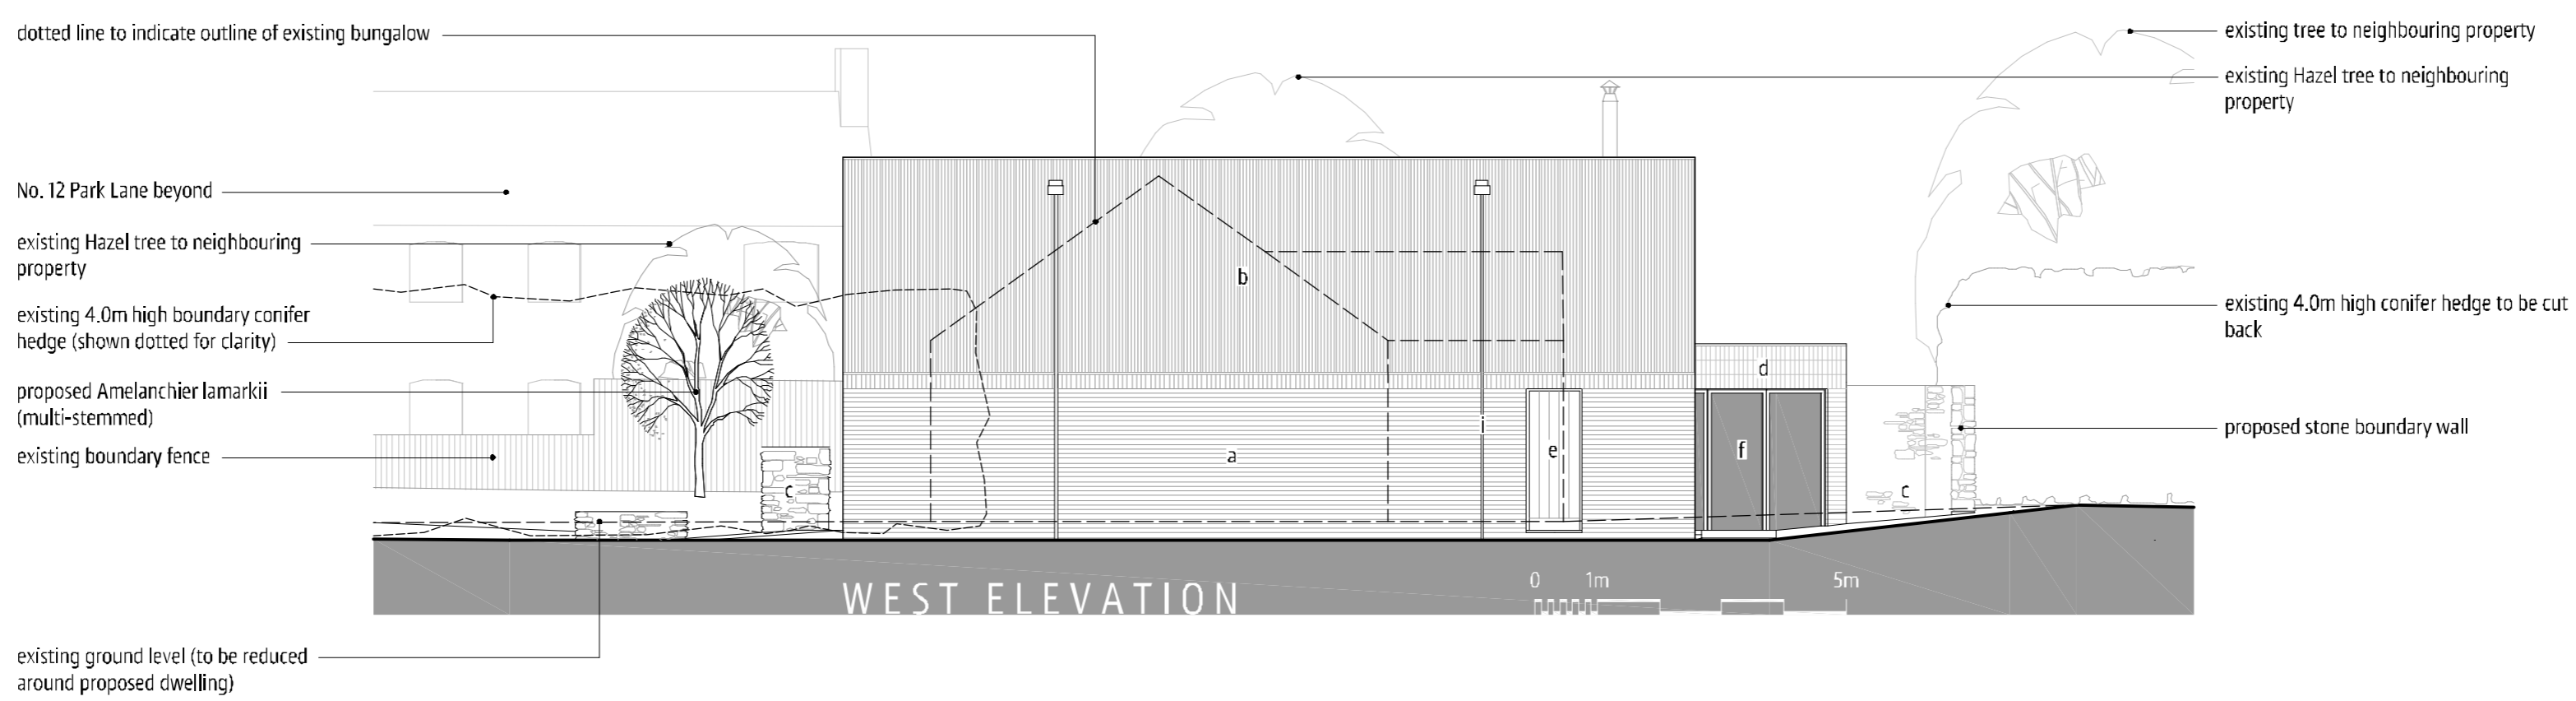 dotted line to indicate outline of existing bungalow
No. 12 Park Lane beyond
existing Hazel tree to neighbouring
property
existing 4.0m high boundary conifer
hedge (shown dotted for clarity)
proposed Amelanchier lamarkii
(multi-stemmed)
existing boundary fence
existing ground level (to be reduced
around proposed dwelling)
b
a
c
i
e
d
f
c
WEST ELEVATION
0 1m 5m
existing tree to neighbouring property
existing Hazel tree to neighbouring
property
existing 4.0m high conifer hedge to be cut
back
proposed stone boundary wall